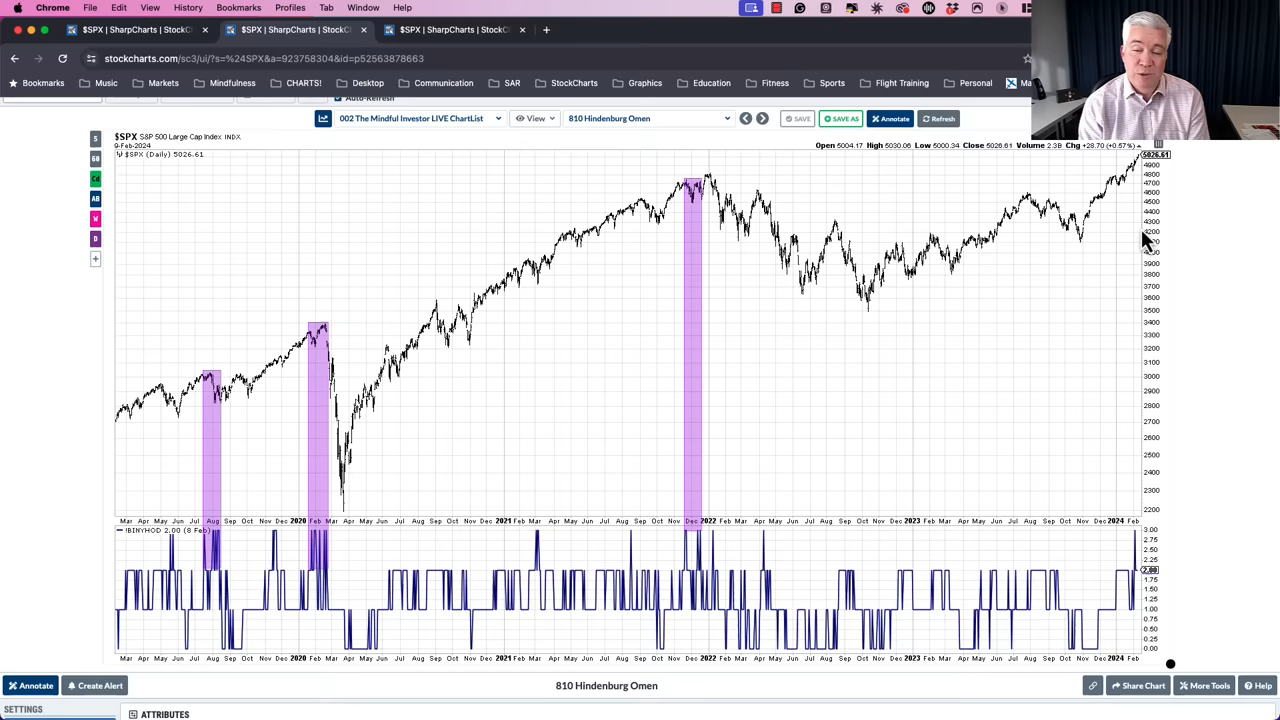 Chrome File Edit View History Bookmarks Profiles Tab Window Help
$SPX | SharpCharts | StockC × $SPX | SharpCharts | StockC × $SPX | SharpCharts | StockC × +
stockcharts.com/sc3/ui/?s=%24SPX&a=923758304&id=p52563878663
Bookmarks Music Markets Mindfulness CHARTS! Desktop Compensation SAR StockCharts Graphics Education Fitness Sports Flight Training Personal
Auto-Refresh
002 The Mindful Investor LIVE ChartList View 810 Hindenburg Omen SAVE SAVE AS Annotate Refresh
$SPX S&P 500 Large Cap Index INDX
9-Feb-2024 Open 5004.17 High 5030.06 Low 5000.34 Close 5026.61 Volume 2.3B Chg +28.70 (+0.57%)
$SPX (Daily) 5026.61
5026.61
4900
4800
4700
4600
4500
4400
4300
4200
3900
3800
3700
3600
3500
3400
3300
3200
3100
3000
2900
2800
2700
2600
2500
2400
2300
2200
S
60
Cd
AB
W
D
+
Mar Apr May Jun Jul Aug Sep Oct Nov Dec 2020 Feb Mar Apr May Jun Jul Aug Sep Oct Nov Dec 2021 Feb Mar Apr May Jun Jul Aug Sep Oct Nov Dec 2022 Feb Mar Apr May Jun Jul Aug Sep Oct Nov Dec 2023 Feb Mar Apr May Jun Jul Aug Sep Oct Nov Dec 2024 Feb
!BINYHOD 2.00 (8 Feb)
3.00
2.75
2.50
2.25
2.00
1.75
1.50
1.25
1.00
0.75
0.50
0.25
0.00
Mar Apr May Jun Jul Aug Sep Oct Nov Dec 2020 Feb Mar Apr May Jun Jul Aug Sep Oct Nov Dec 2021 Feb Mar Apr May Jun Jul Aug Sep Oct Nov Dec 2022 Feb Mar Apr May Jun Jul Aug Sep Oct Nov Dec 2023 Feb Mar Apr May Jun Jul Aug Sep Oct Nov Dec 2024 Feb
Annotate Create Alert 810 Hindenburg Omen Share Chart More Tools Help
SETTINGS ATTRIBUTES